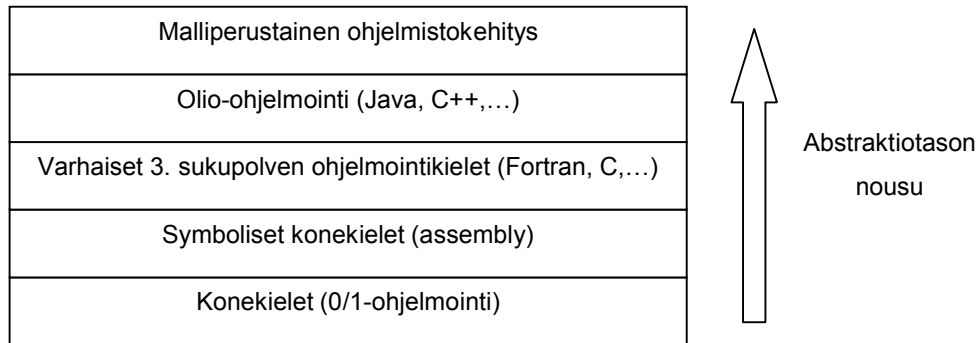 Malliperustainen ohjelmistokehitys
Olio-ohjelmointi (Java, C++,…)
Varhaiset 3. sukupolven ohjelmointikielet (Fortran, C,…)
Symboliset konekielet (assembly)
Konekielet (0/1-ohjelmointi)
Abstraktiotason
nousu